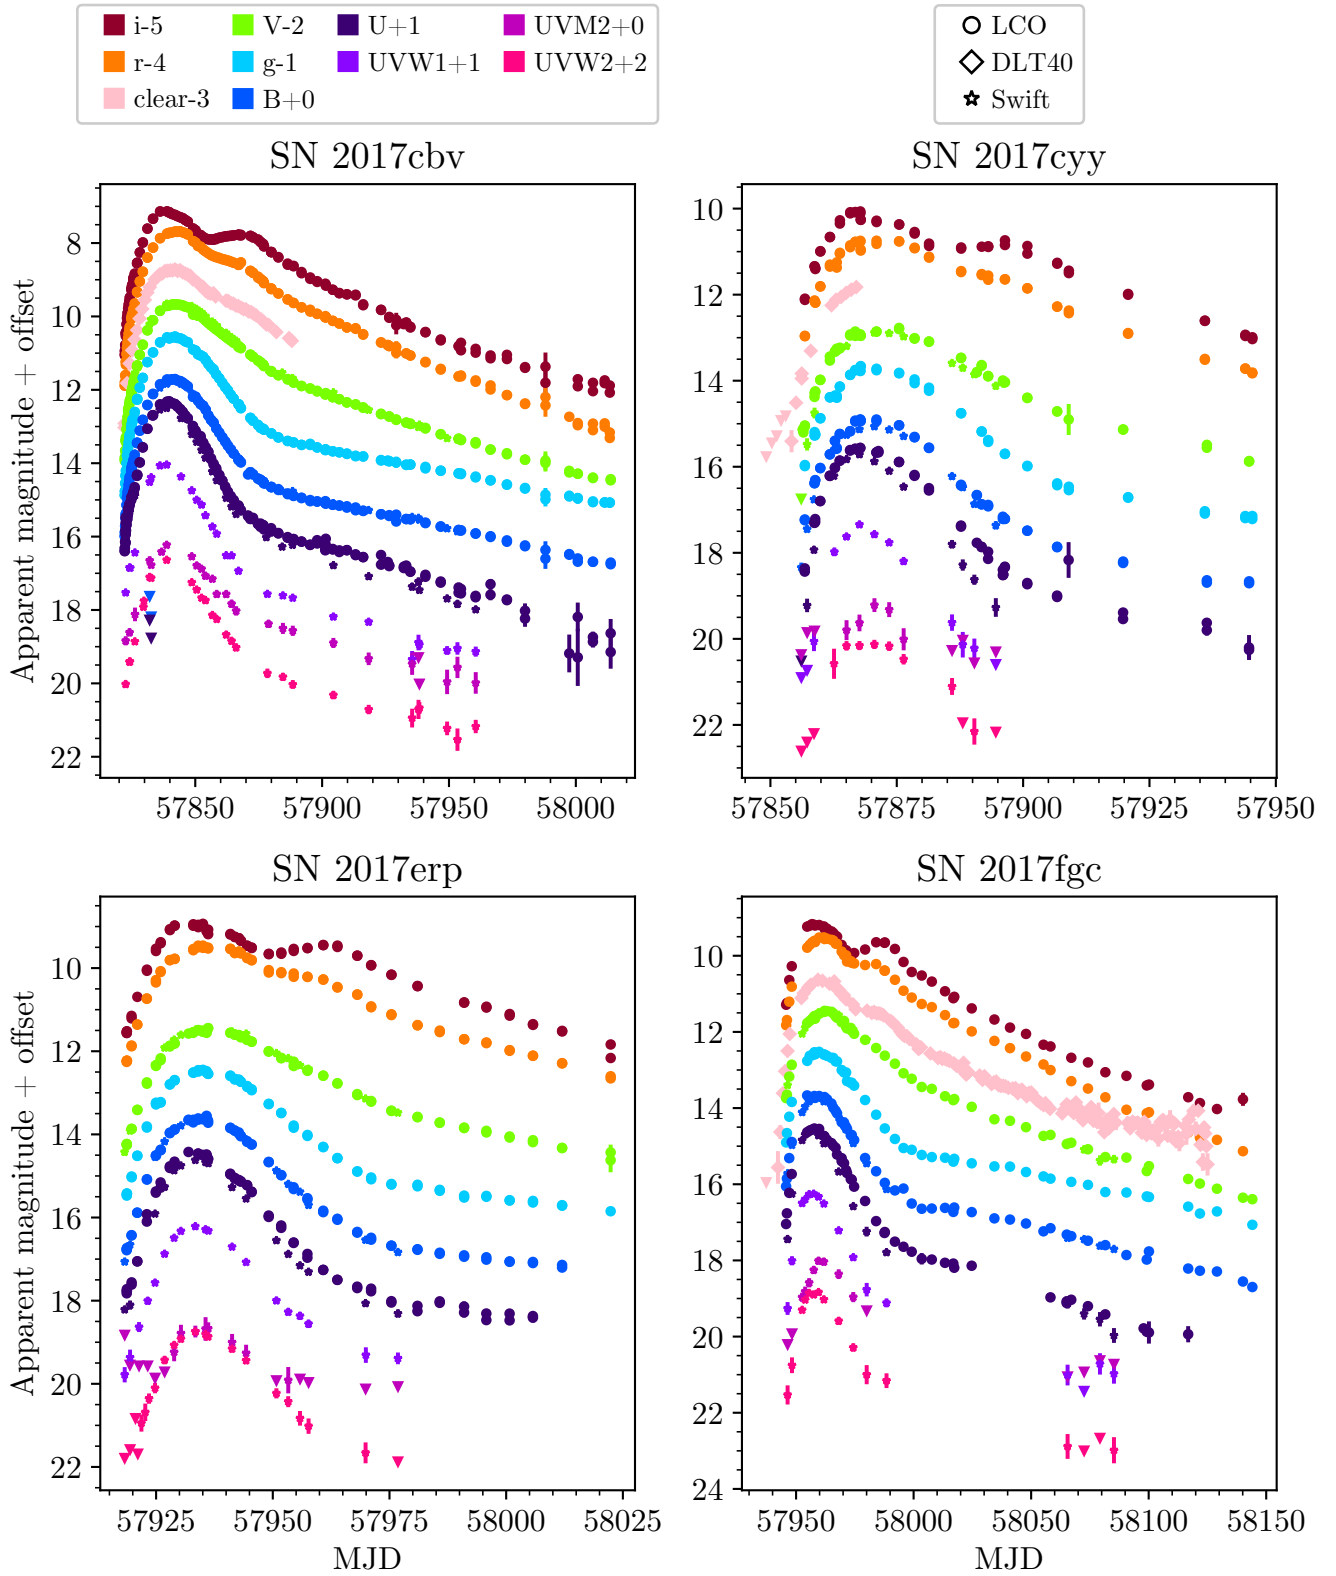 i-5 V-2 U+1 UVM2+0
r-4 g-1 UVW1+1 UVW2+2
clear-3 B+0
LCO
DLT40
Swift
SN 2017cbv
SN 2017cyy
Apparent magnitude + offset
8
10
12
14
16
18
20
22
57850 57900 57950 58000
10
12
14
16
18
20
22
57850 57875 57900 57925 57950
SN 2017erp
SN 2017fgc
Apparent magnitude + offset
10
12
14
16
18
20
22
57925 57950 57975 58000 58025
MJD
10
12
14
16
18
20
22
24
57950 58000 58050 58100 58150
MJD